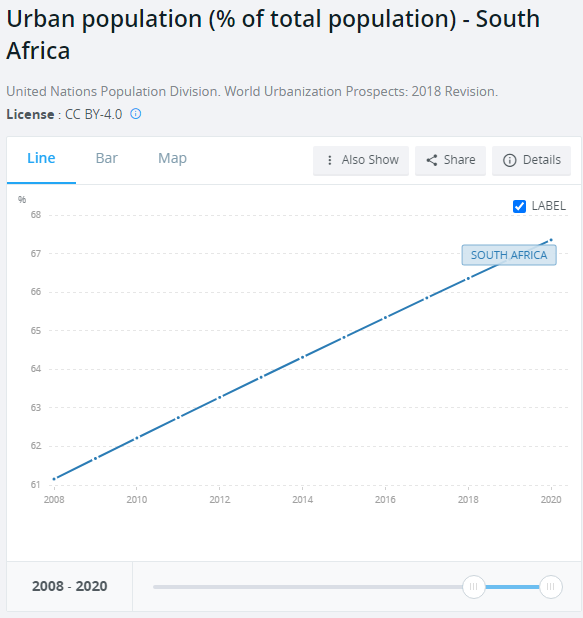 Urban population (% of total population) - South
Africa
United Nations Population Division. World Urbanization Prospects: 2018 Revision.
License : CC BY-4.0
Line Bar Map Also Show Share Details
%
LABEL
68
67
SOUTH AFRICA
66
65
64
63
62
61
2008 2010 2012 2014 2016 2018 2020
2008 - 2020